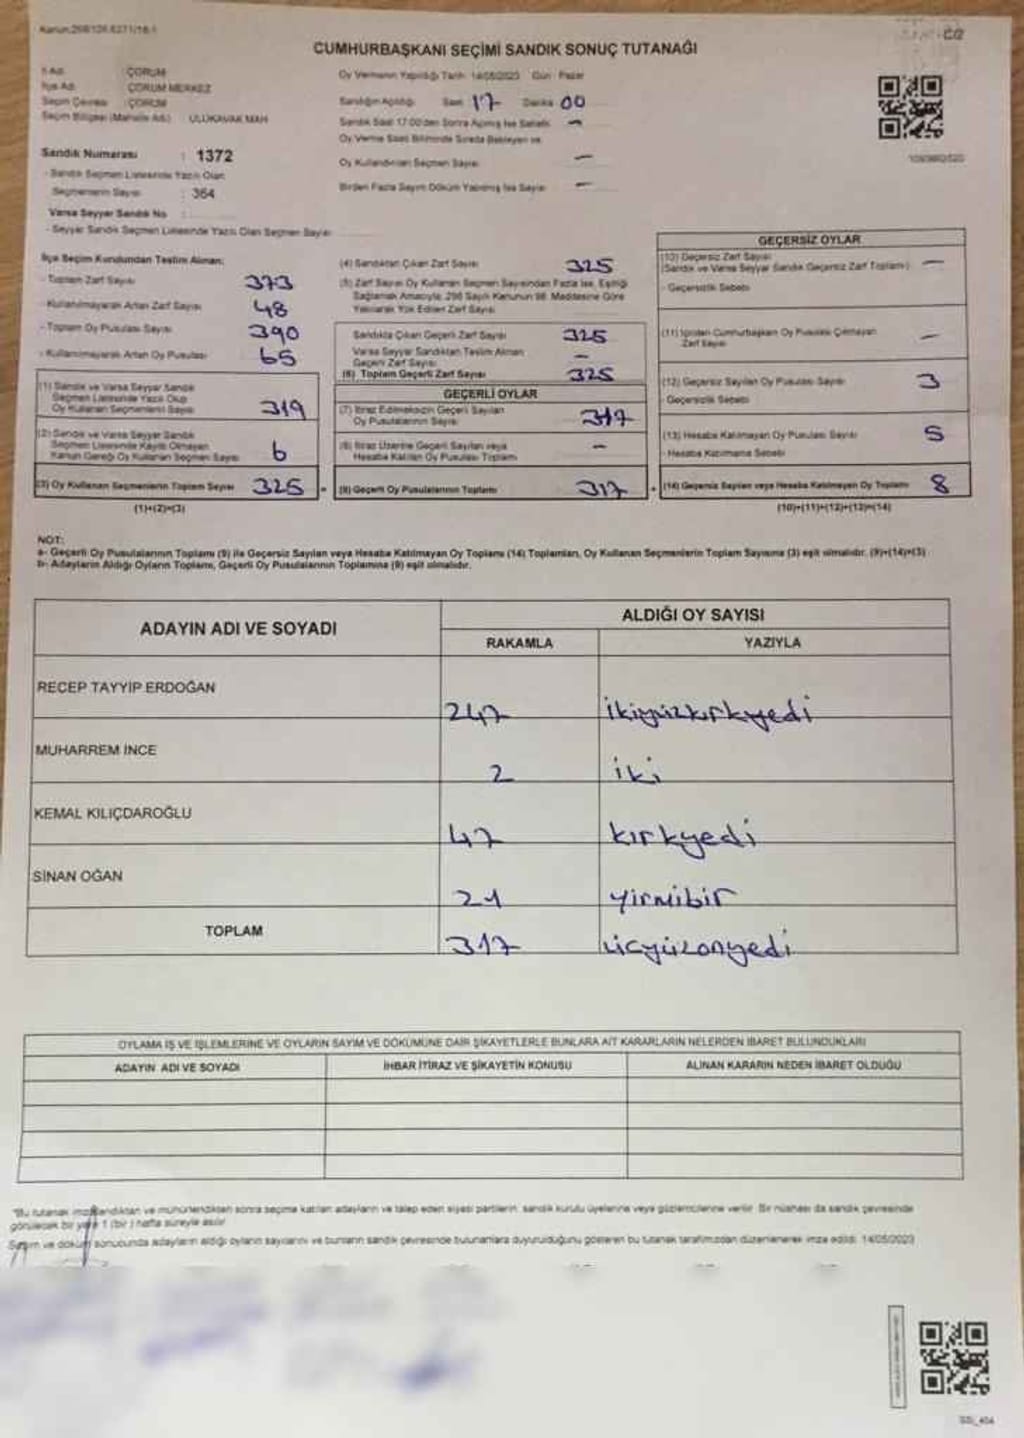 Kanun:298/126,6271/16-1
CUMHURBAŞKANI SEÇİMİ SANDIK SONUÇ TUTANAĞI
İl Adı : ÇORUM
İlçe Adı : ÇORUM MERKEZ
Seçim Çevresi : ÇORUM
Seçim Bölgesi (Mahalle Adı) : ULUKAVAK MAH
Sandık Numarası : 1372
- Sandık Seçmen Listesinde Yazılı Olan
Seçmenlerin Sayısı : 364
Varsa Seyyar Sandık No :
- Seyyar Sandık Seçmen Listesinde Yazılı Olan Seçmen Sayısı
Oy Vermenin Yapıldığı Tarih: 14/05/2023 Gün : Pazar
Sandığın Açıldığı Saat 17 Dakika 00
Sandık Saat 17:00'den Sonra Açılmış İse Sebebi: -
Oy Verme Saati Bitiminde Sırada Bekleyen ve
Oy Kullandırılan Seçmen Sayısı -
Birden Fazla Sayım Döküm Yapılmış İse Sayısı -
İlçe Seçim Kurulundan Teslim Alınan:
- Toplam Zarf Sayısı 373
- Kullanılmayarak Artan Zarf Sayısı 48
- Toplam Oy Pusulası Sayısı 390
- Kullanılmayarak Artan Oy Pusulası 65
(1) Sandık ve Varsa Seyyar Sandık
Seçmen Listesinde Yazılı Olup
Oy Kullanan Seçmenlerin Sayısı 319
(2) Sandık ve Varsa Seyyar Sandık
Seçmen Listesinde Kayıtlı Olmayan
Kanun Gereği Oy Kullanan Seçmen Sayısı 6
(3) Oy Kullanan Seçmenlerin Toplam Sayısı 325
(1)+(2)=(3)
(4) Sandıktan Çıkan Zarf Sayısı 325
(5) Zarf Sayısı Oy Kullanan Seçmen Sayısından Fazla İse, Eşitliği
Sağlamak Amacıyla, 298 Sayılı Kanunun 98. Maddesine Göre
Yakılarak Yok Edilen Zarf Sayısı
Sandıkta Çıkan Geçerli Zarf Sayısı 325
Varsa Seyyar Sandıktan Teslim Alınan
Geçerli Zarf Sayısı -
(6) Toplam Geçerli Zarf Sayısı 325
GEÇERLİ OYLAR
(7) İtiraz Edilmeksizin Geçerli Sayılan
Oy Pusulalarının Sayısı 317
(8) İtiraz Üzerine Geçerli Sayılan veya
Hesaba Katılan Oy Pusulası Toplamı -
(9) Geçerli Oy Pusulalarının Toplamı 317
GEÇERSİZ OYLAR
(10) Geçersiz Zarf Sayısı
(Sandık ve Varsa Seyyar Sandık Geçersiz Zarf Toplamı) -
- Geçersizlik Sebebi
(11) İçinden Cumhurbaşkanı Oy Pusulası Çıkmayan
Zarf Sayısı -
(12) Geçersiz Sayılan Oy Pusulası Sayısı 3
- Geçersizlik Sebebi
(13) Hesaba Katılmayan Oy Pusulası Sayısı 5
- Hesaba Katılmama Sebebi
(14) Geçersiz Sayılan veya Hesaba Katılmayan Oy Toplamı 8
(10)+(11)+(12)+(13)=(14)
NOT:
a- Geçerli Oy Pusulalarının Toplamı (9) ile Geçersiz Sayılan veya Hesaba Katılmayan Oy Toplamı (14) Toplamları, Oy Kullanan Seçmenlerin Toplam Sayısına (3) eşit olmalıdır. (9)+(14)=(3)
b- Adayların Aldığı Oyların Toplamı, Geçerli Oy Pusulalarının Toplamına (9) eşit olmalıdır.
ADAYIN ADI VE SOYADI
ALDIĞI OY SAYISI
RAKAMLA YAZIYLA
RECEP TAYYİP ERDOĞAN 247 ikiyüzkırkyedi
MUHARREM İNCE 2 iki
KEMAL KILIÇDAROĞLU 47 kırkyedi
SİNAN OĞAN 21 yirmibir
TOPLAM 317 üçyüzonyedi
OYLAMA İŞ VE İŞLEMLERİNE VE OYLARIN SAYIM VE DÖKÜMÜNE DAİR ŞİKAYETLERLE BUNLARA AİT KARARLARIN NELERDEN İBARET BULUNDUKLARI
ADAYIN ADI VE SOYADI İHBAR İTİRAZ VE ŞİKAYETİN KONUSU ALINAN KARARIN NEDEN İBARET OLDUĞU
*Bu tutanak imzalandıktan ve mühürlendikten sonra seçime katılan adayların ve talep eden siyasi partilerin, sandık kurulu üyelerine veya gözlemcilerine verilir. Bir nüshası da sandık çevresinde
görülecek bir yere 1 (bir ) hafta süreyle asılır
Sayım ve döküm sonucunda adayların aldığı oyların sayılarını ve bunların sandık çevresinde bulunanlara duyurulduğunu gösteren bu tutanak tarafımızdan düzenlenerek imza edildi. 14/05/2023